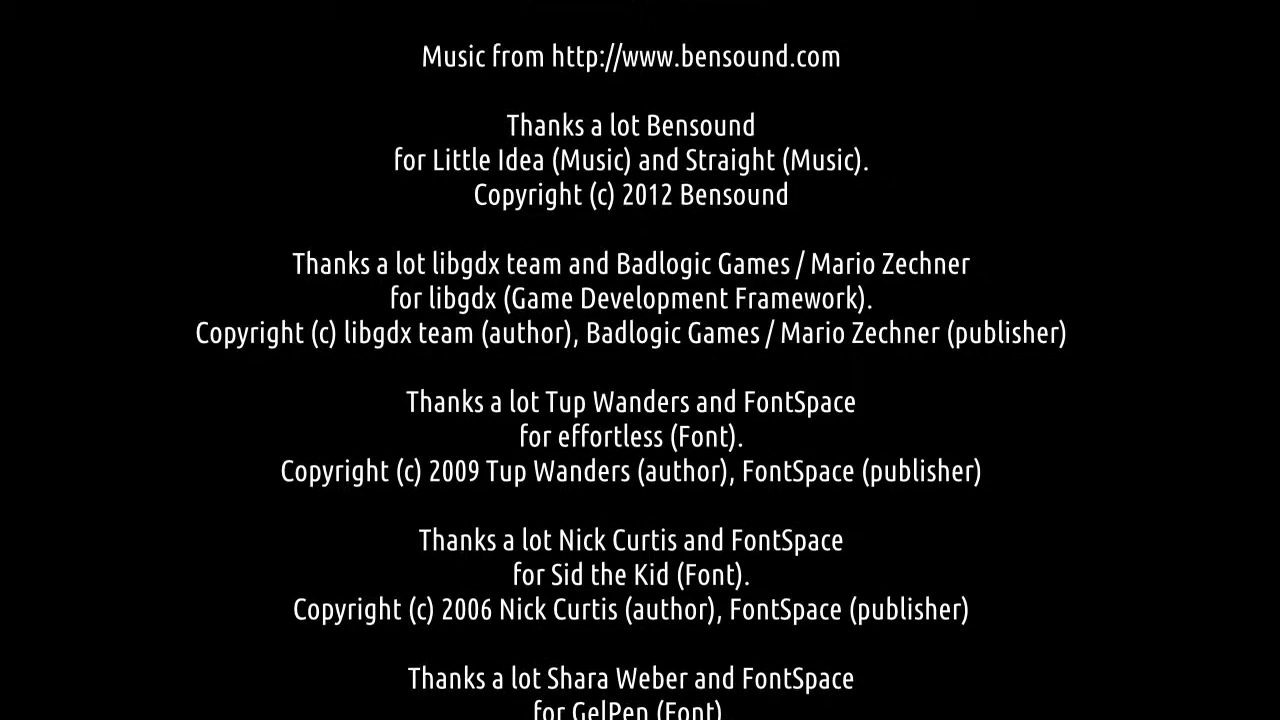 Music from http://www.bensound.com
Thanks a lot Bensound
for Little Idea (Music) and Straight (Music).
Copyright (c) 2012 Bensound
Thanks a lot libgdx team and Badlogic Games / Mario Zechner
for libgdx (Game Development Framework).
Copyright (c) libgdx team (author), Badlogic Games / Mario Zechner (publisher)
Thanks a lot Tup Wanders and FontSpace
for effortless (Font).
Copyright (c) 2009 Tup Wanders (author), FontSpace (publisher)
Thanks a lot Nick Curtis and FontSpace
for Sid the Kid (Font).
Copyright (c) 2006 Nick Curtis (author), FontSpace (publisher)
Thanks a lot Shara Weber and FontSpace
for GelPen (Font)